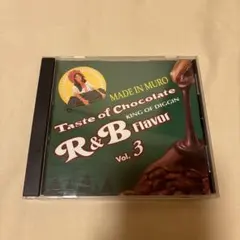 MADE IN MURO
Taste of Chocolate
KING OF DIGGIN
R&B Flavor
Vol. 3